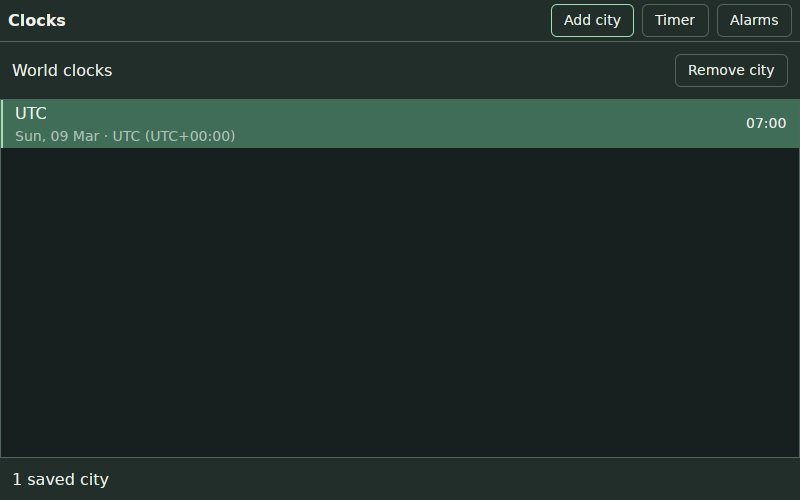 Clocks
Add city
Timer
Alarms
World clocks
Remove city
UTC
Sun, 09 Mar · UTC (UTC+00:00)
07:00
1 saved city